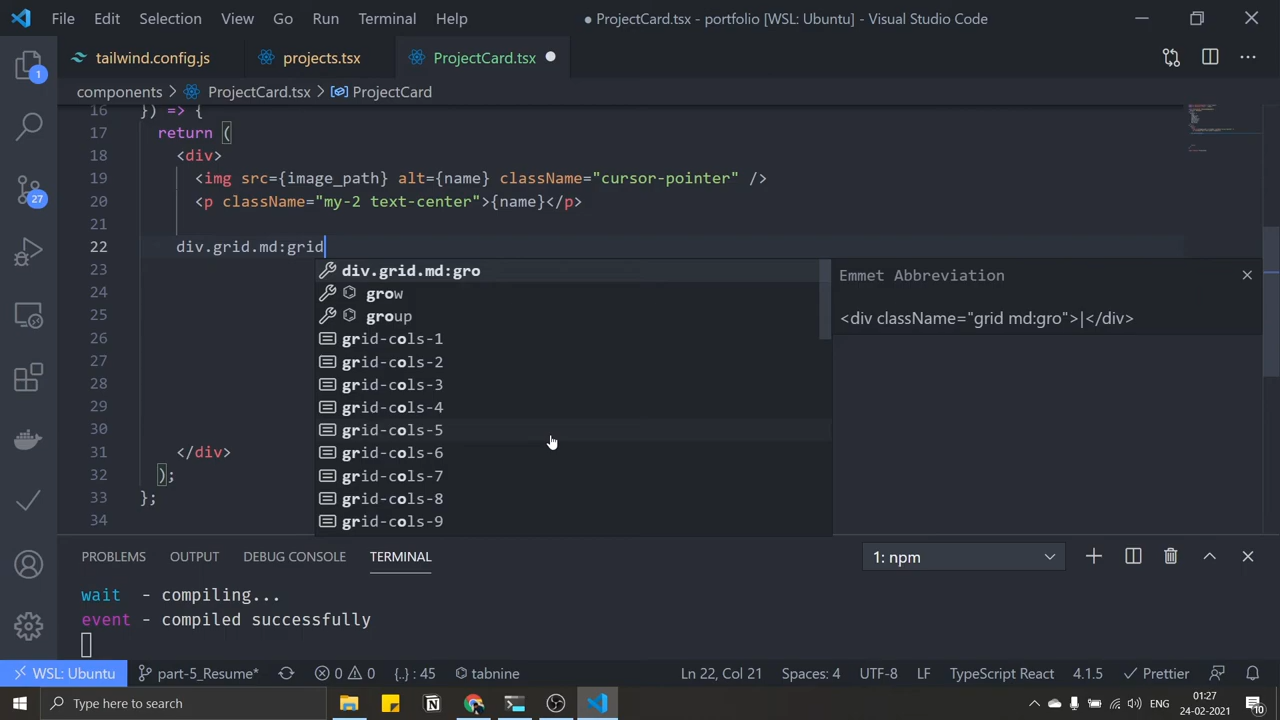 File Edit Selection View Go Run Terminal Help
● ProjectCard.tsx - portfolio [WSL: Ubuntu] - Visual Studio Code
tailwind.config.js
projects.tsx
ProjectCard.tsx
components > ProjectCard.tsx > ProjectCard
1
27
16 }) => {
17 return (
18 <div>
19 <img src={image_path} alt={name} className="cursor-pointer" />
20 <p className="my-2 text-center">{name}</p>
21
22 div.grid.md:grid
23
24
25
26
27
28
29
30
31 </div>
32 );
33 };
34
div.grid.md:gro
grow
group
grid-cols-1
grid-cols-2
grid-cols-3
grid-cols-4
grid-cols-5
grid-cols-6
grid-cols-7
grid-cols-8
grid-cols-9
Emmet Abbreviation
<div className="grid md:gro">|</div>
PROBLEMS OUTPUT DEBUG CONSOLE TERMINAL
1: npm
wait - compiling...
event - compiled successfully
WSL: Ubuntu part-5_Resume* 0 0 {..} : 45 tabnine Ln 22, Col 21 Spaces: 4 UTF-8 LF TypeScript React 4.1.5 Prettier
Type here to search
ENG
01:27
24-02-2021
10